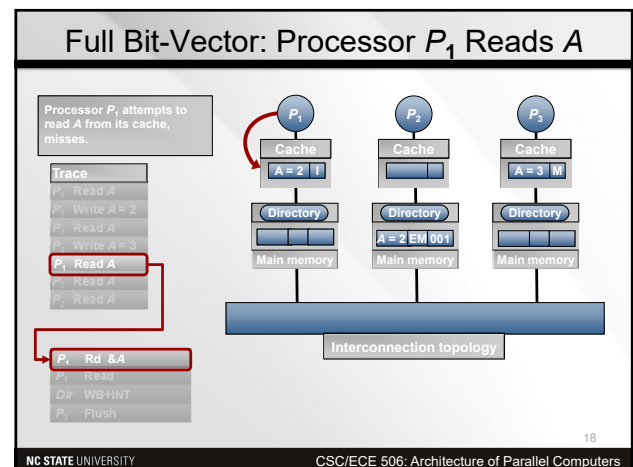 Full Bit-Vector: Processor P₁ Reads A
Processor P₁ attempts to
read A from its cache,
misses.
Trace
P₁ Read A
P₁ Write A = 2
P₃ Read A
P₃ Write A = 3
P₁ Read A
P₃ Read A
P₂ Read A
P₁ Rd &A
P₁ Read
Dir WB+INT
P₃ Flush
P₁
Cache
A = 2 I
Directory
Main memory
P₂
Cache
Directory
A = 2 EM 001
Main memory
P₃
Cache
A = 3 M
Directory
Main memory
Interconnection topology
18
NC STATE UNIVERSITY
CSC/ECE 506: Architecture of Parallel Computers